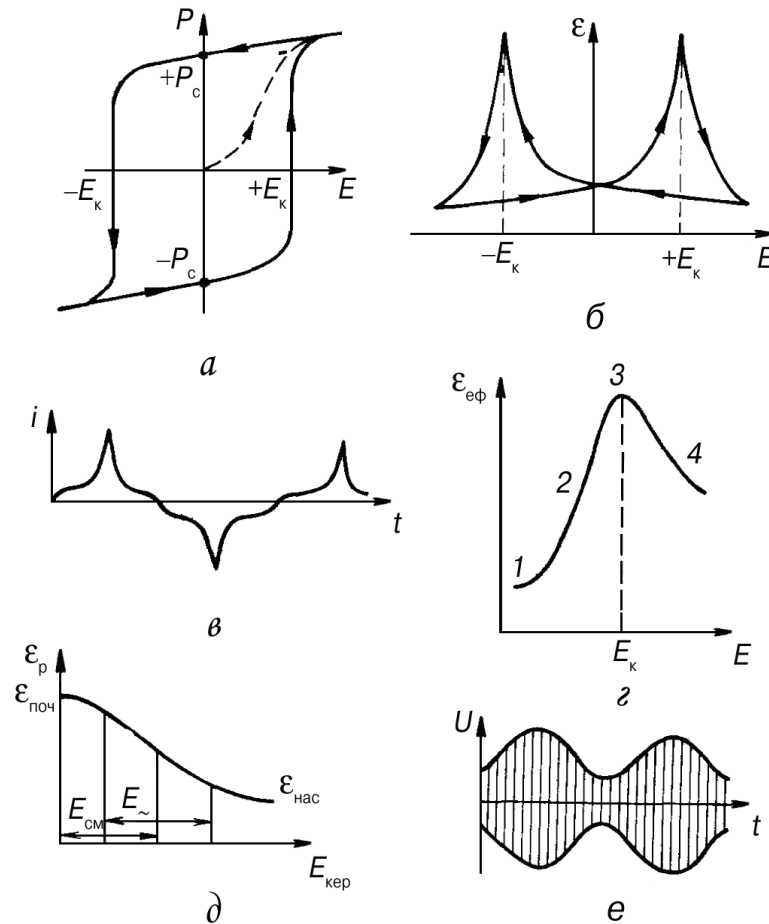 P
+Pс
−Eк
+Eк
E
−Pс
а
ε
−Eк
+Eк
E
б
i
t
в
εеф
1
2
3
4
Eк
E
г
εр
εпоч
Eсм
E~
εнас
Eкер
д
U
t
е